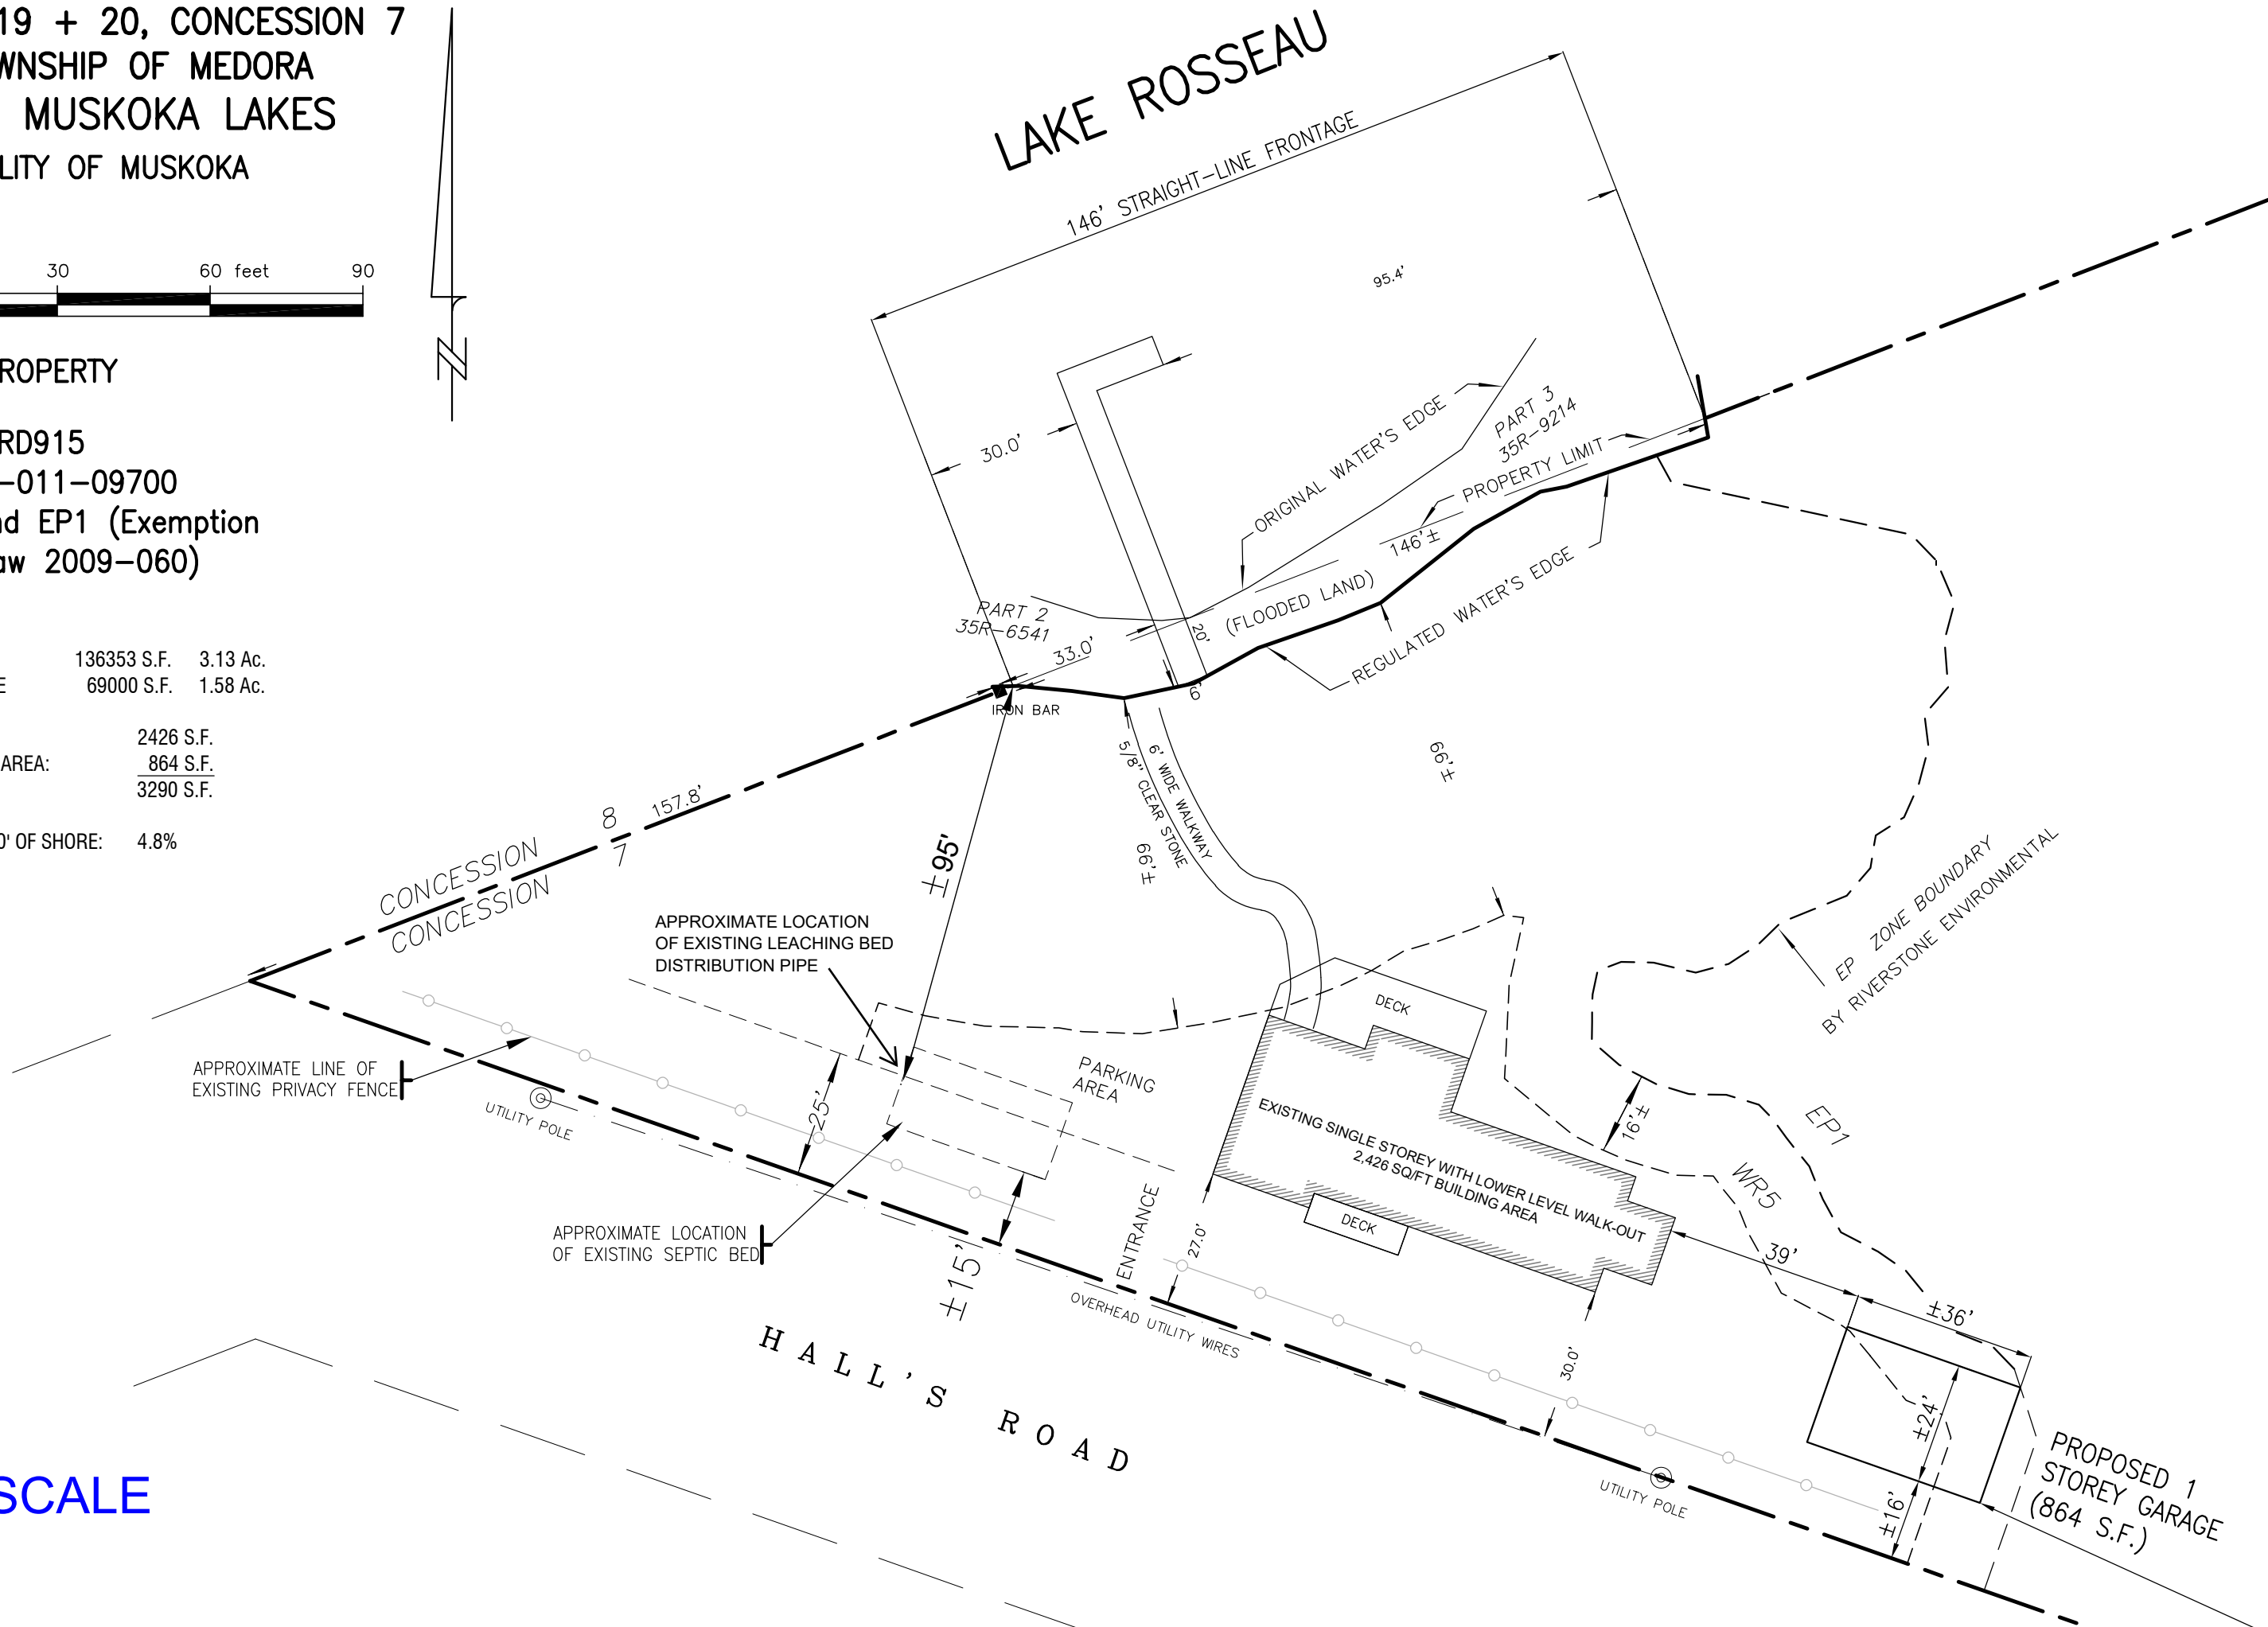 19 + 20, CONCESSION 7
WNSHIP OF MEDORA
MUSKOKA LAKES
LITY OF MUSKOKA
30 60 feet 90
N
ROPERTY
RD915
-011-09700
nd EP1 (Exemption
aw 2009-060)
136353 S.F. 3.13 Ac.
E 69000 S.F. 1.58 Ac.
2426 S.F.
AREA: 864 S.F.
3290 S.F.
0' OF SHORE: 4.8%
SCALE
LAKE ROSSEAU
146' STRAIGHT-LINE FRONTAGE
95.4'
30.0'
ORIGINAL WATER'S EDGE
PART 3
35R-9214
PROPERTY LIMIT
146'±
(FLOODED LAND)
REGULATED WATER'S EDGE
PART 2
35R-6541
33.0'
20'
6'
IRON BAR
6' WIDE WALKWAY
5/8" CLEAR STONE
66'±
66'±
157.8'
8
7
CONCESSION
CONCESSION
±95'
APPROXIMATE LOCATION
OF EXISTING LEACHING BED
DISTRIBUTION PIPE
EP ZONE BOUNDARY
BY RIVERSTONE ENVIRONMENTAL
DECK
PARKING
AREA
EXISTING SINGLE STOREY WITH LOWER LEVEL WALK-OUT
2,426 SQ/FT BUILDING AREA
DECK
16'±
EP1
WR5
APPROXIMATE LINE OF
EXISTING PRIVACY FENCE
UTILITY POLE
25'
APPROXIMATE LOCATION
OF EXISTING SEPTIC BED
±15'
ENTRANCE
27.0'
OVERHEAD UTILITY WIRES
39'
±36'
30.0'
±24'
±16'
HALL'S ROAD
UTILITY POLE
PROPOSED 1
STOREY GARAGE
(864 S.F.)